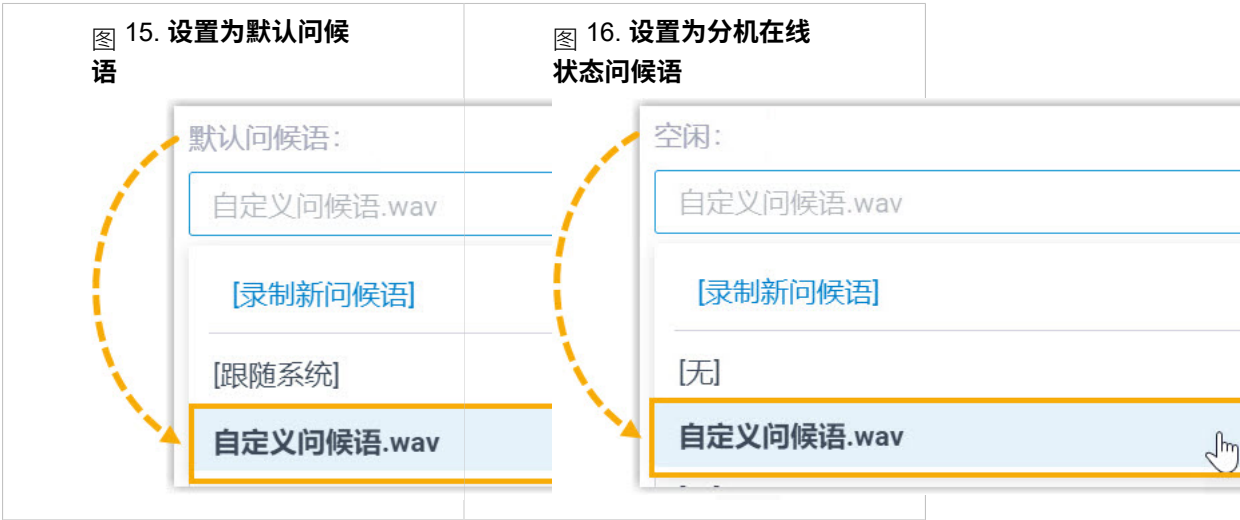 图 15. 设置为默认问候
语
默认问候语:
自定义问候语.wav
[录制新问候语]
[跟随系统]
自定义问候语.wav
图 16. 设置为分机在线
状态问候语
空闲:
自定义问候语.wav
[录制新问候语]
[无]
自定义问候语.wav